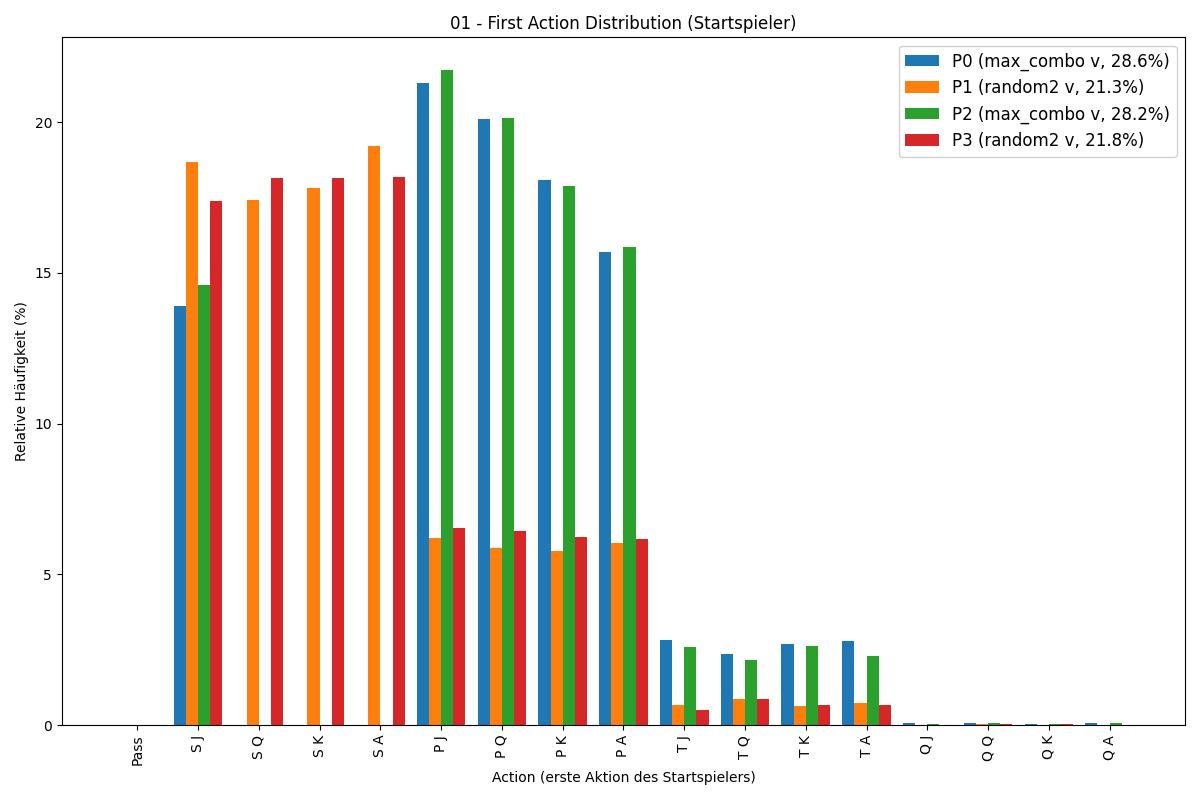 01 - First Action Distribution (Startspieler)
P0 (max_combo v, 28.6%)
P1 (random2 v, 21.3%)
P2 (max_combo v, 28.2%)
P3 (random2 v, 21.8%)
Relative Häufigkeit (%)
20
15
10
5
0
Pass
S J
S Q
S K
S A
P J
P Q
P K
P A
T J
T Q
T K
T A
Q J
Q Q
Q K
Q A
Action (erste Aktion des Startspielers)